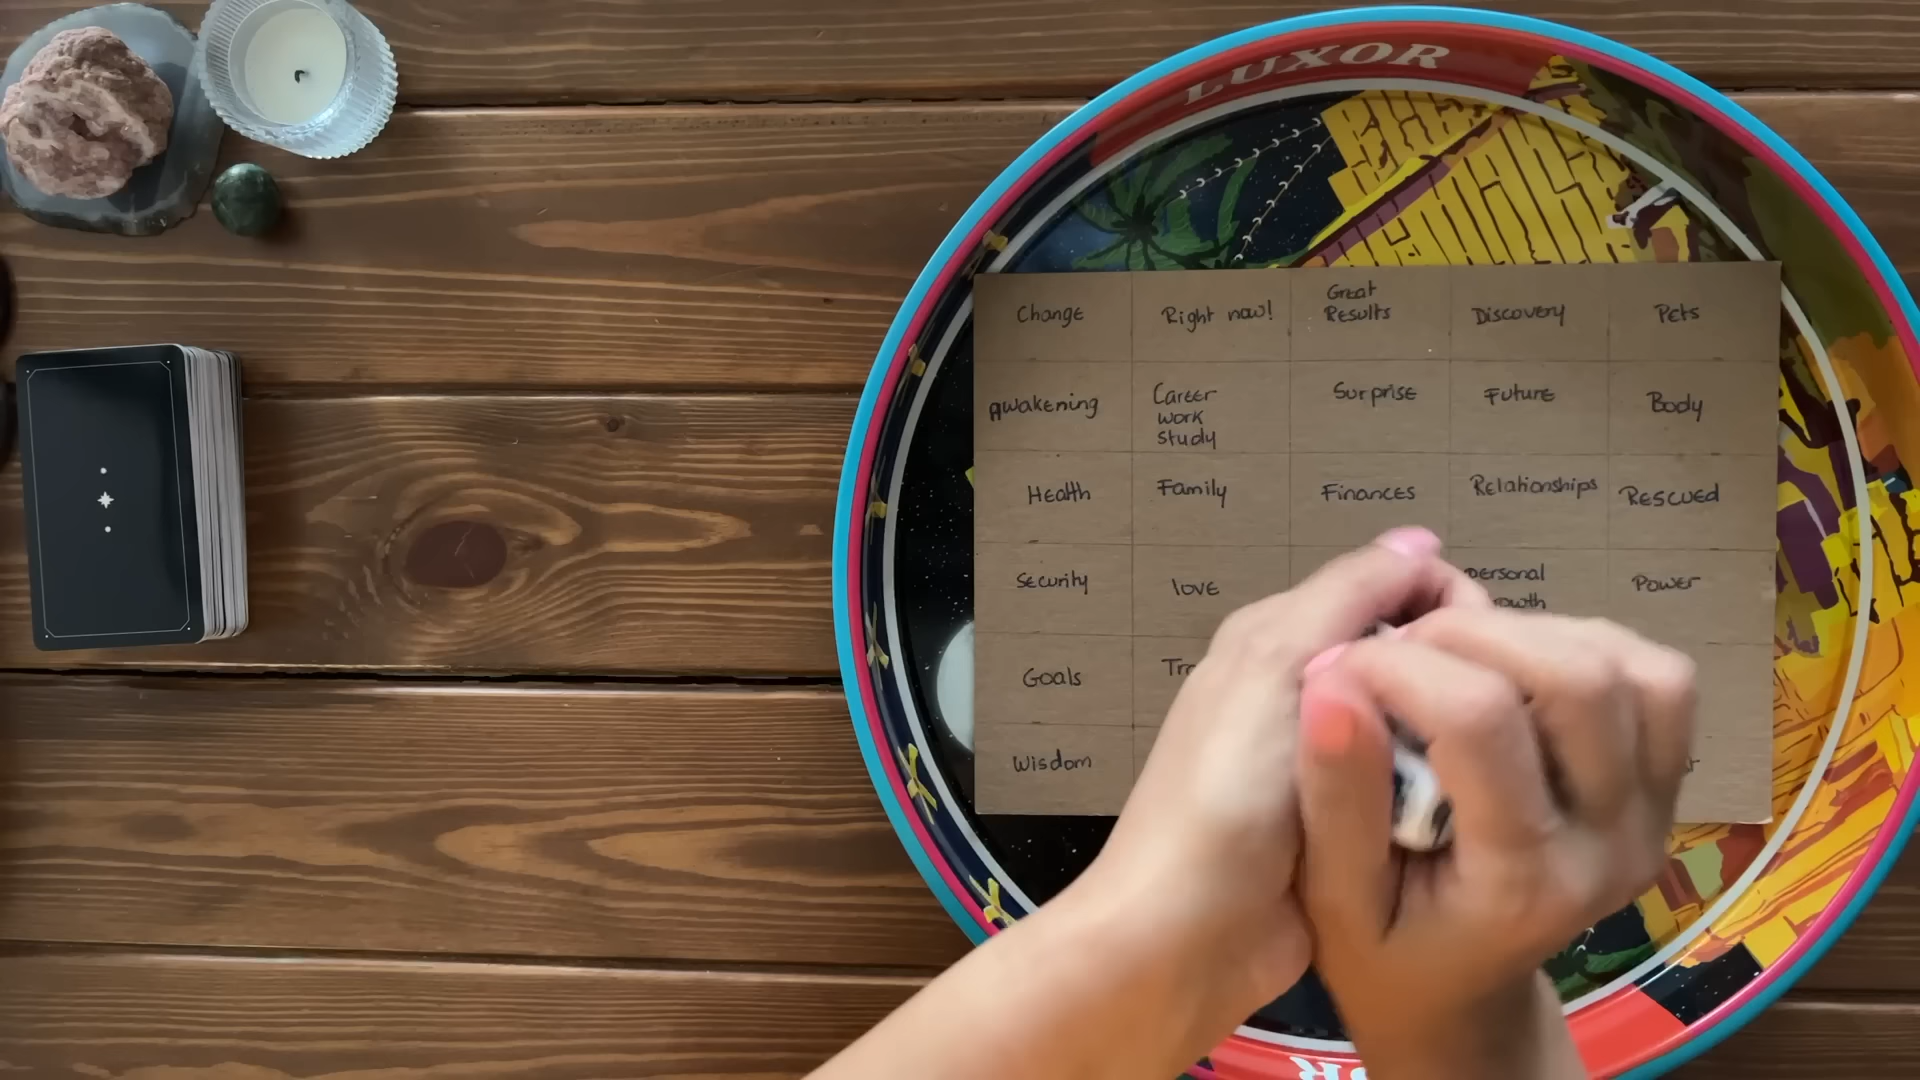 LUXOR
Change
Right now!
Great
Results
Discovery
Pets
Awakening
Career
work
study
Surprise
Future
Body
Health
Family
Finances
Relationships
Rescued
Security
love
personal
Power
Goals
Wisdom